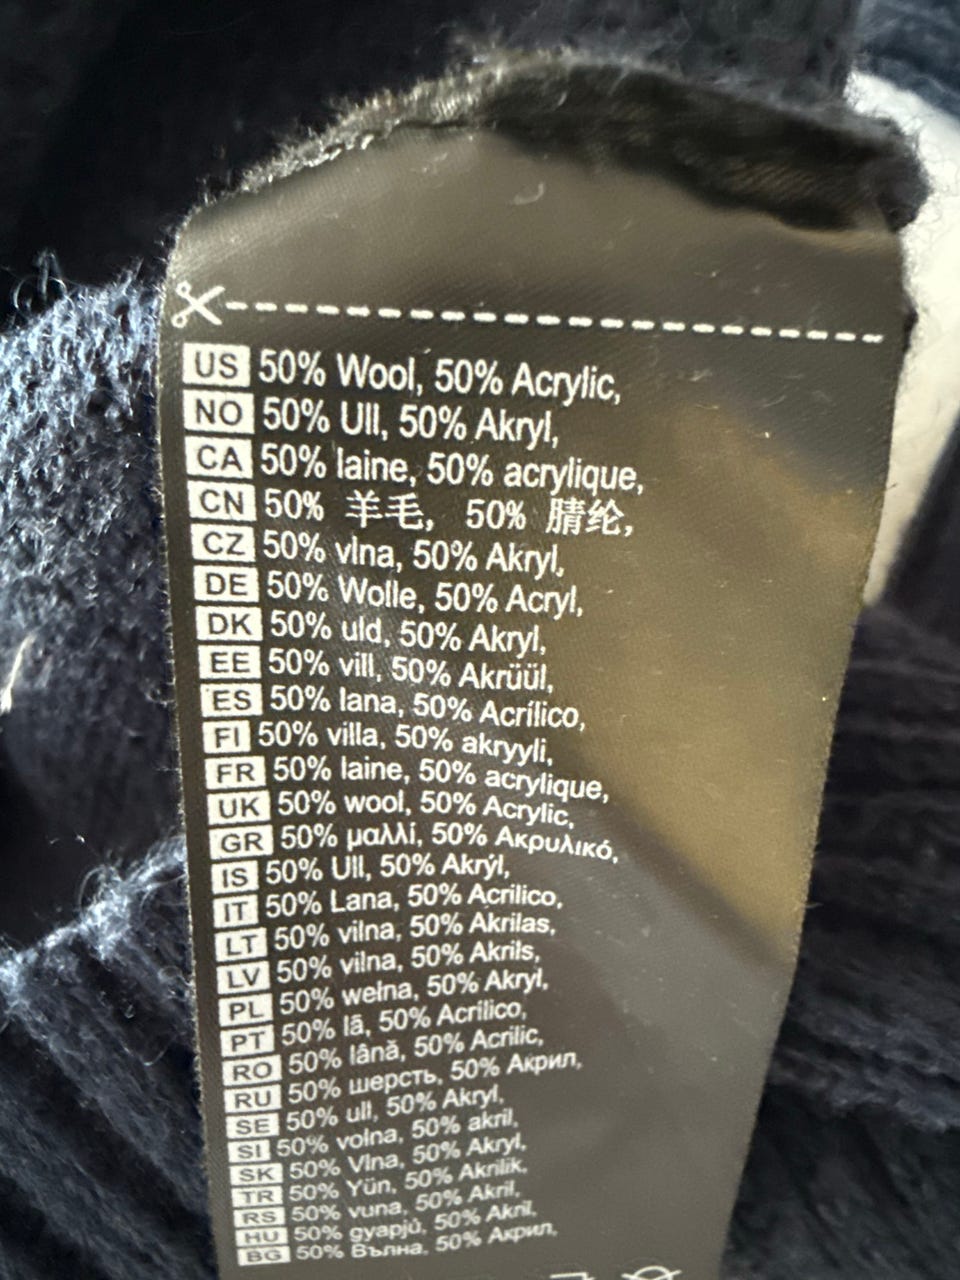 US 50% Wool, 50% Acrylic,
NO 50% Ull, 50% Akryl,
CA 50% laine, 50% acrylique,
CN 50% 羊毛, 50% 腈纶,
CZ 50% vlna, 50% Akryl,
DE 50% Wolle, 50% Acryl,
DK 50% uld, 50% Akryl,
EE 50% vill, 50% Akrüül,
ES 50% lana, 50% Acrílico,
FI 50% villa, 50% akryyli,
FR 50% laine, 50% acrylique,
UK 50% wool, 50% Acrylic,
GR 50% μαλλί, 50% Ακρυλικό,
IS 50% Ull, 50% Akrýl,
IT 50% Lana, 50% Acrilico,
LT 50% vilna, 50% Akrilas,
LV 50% vilna, 50% Akrils,
PL 50% wełna, 50% Akryl,
PT 50% lã, 50% Acrílico,
RO 50% lână, 50% Acrilic,
RU 50% шерсть, 50% Акрил,
SE 50% ull, 50% Akryl,
SI 50% volna, 50% akril,
SK 50% Vlna, 50% Akryl,
TR 50% Yün, 50% Akrilik,
RS 50% vuna, 50% Akril,
HU 50% gyapjú, 50% Akril,
BG 50% Вълна, 50% Акрил,